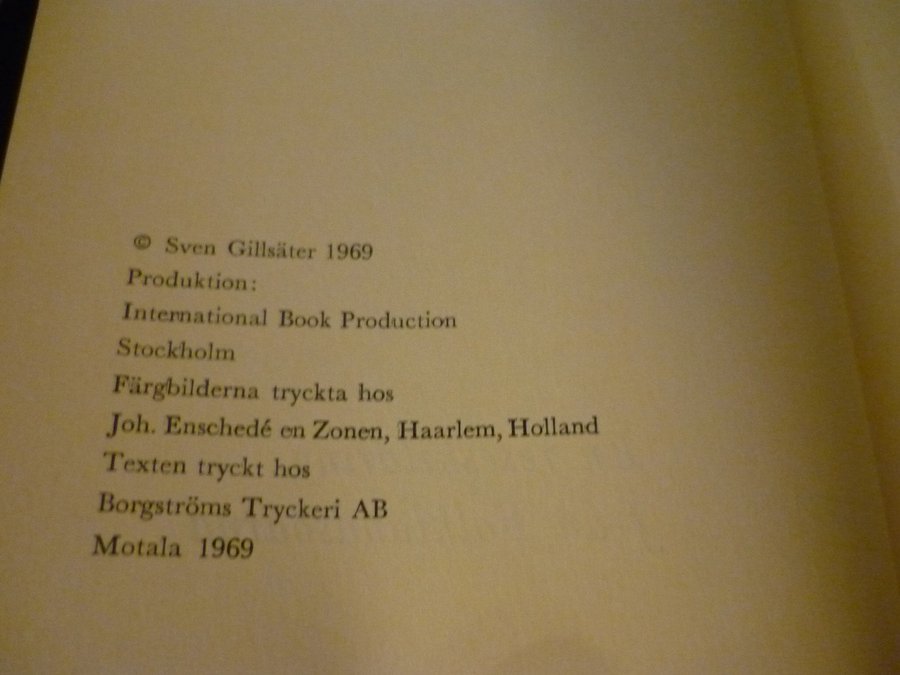 © Sven Gillsäter 1969
Produktion:
International Book Production
Stockholm
Färgbilderna tryckta hos
Joh. Enschedé en Zonen, Haarlem, Holland
Texten tryckt hos
Borgströms Tryckeri AB
Motala 1969